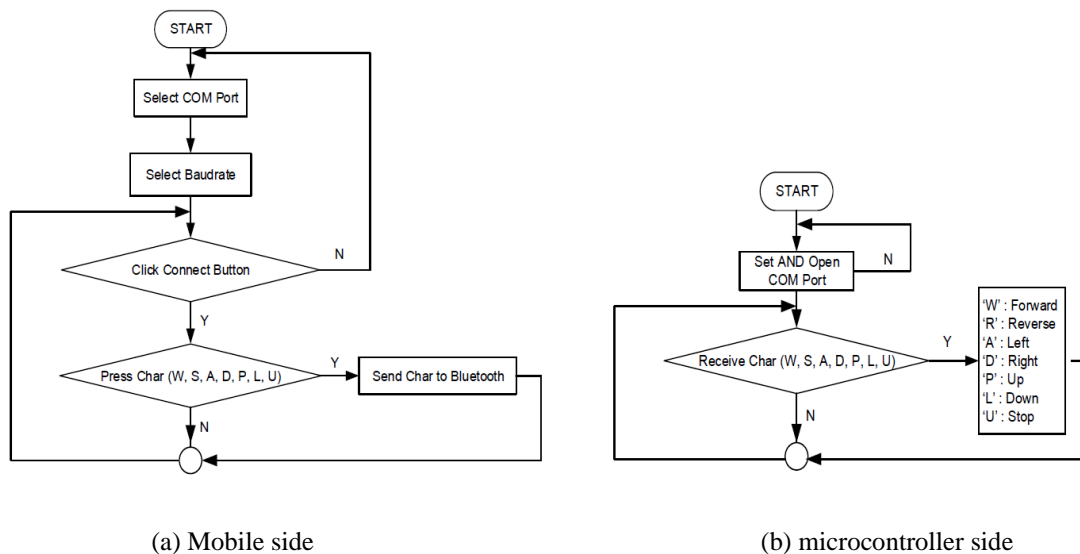 START
Select COM Port
Select Baudrate
Click Connect Button
N
Y
Press Char (W, S, A, D, P, L, U)
Y
Send Char to Bluetooth
N
(a) Mobile side
START
Set AND Open
COM Port
N
Receive Char (W, S, A, D, P, L, U)
Y
'W' : Forward
'R' : Reverse
'A' : Left
'D' : Right
'P' : Up
'L' : Down
'U' : Stop
N
(b) microcontroller side